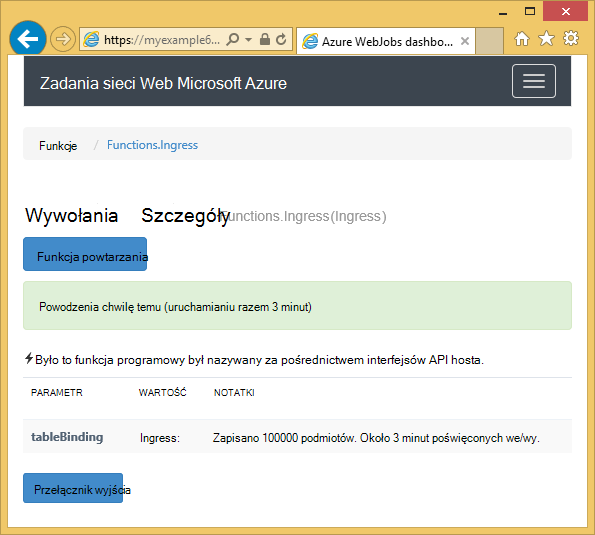 https://myexample6...
Azure WebJobs dashbo...
Zadania sieci Web Microsoft Azure
Funkcje / Functions.Ingress
Wywołania Szczegóły Functions.Ingress(Ingress)
Funkcja powtarzania
Powodzenia chwilę temu (uruchamianiu razem 3 minut)
Było to funkcja programowy był nazywany za pośrednictwem interfejsów API hosta.
PARAMETR WARTOŚĆ NOTATKI
tableBinding Ingress: Zapisano 100000 podmiotów. Około 3 minut poświęconych we/wy.
Przełącznik wyjścia